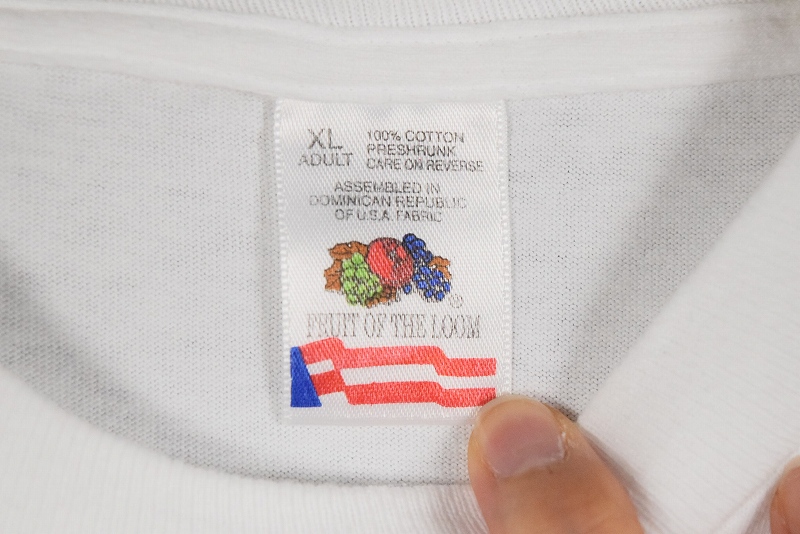 XL
ADULT
100% COTTON
PRESHRUNK
CARE ON REVERSE
ASSEMBLED IN
DOMINICAN REPUBLIC
OF U.S.A. FABRIC
®
FRUIT OF THE LOOM